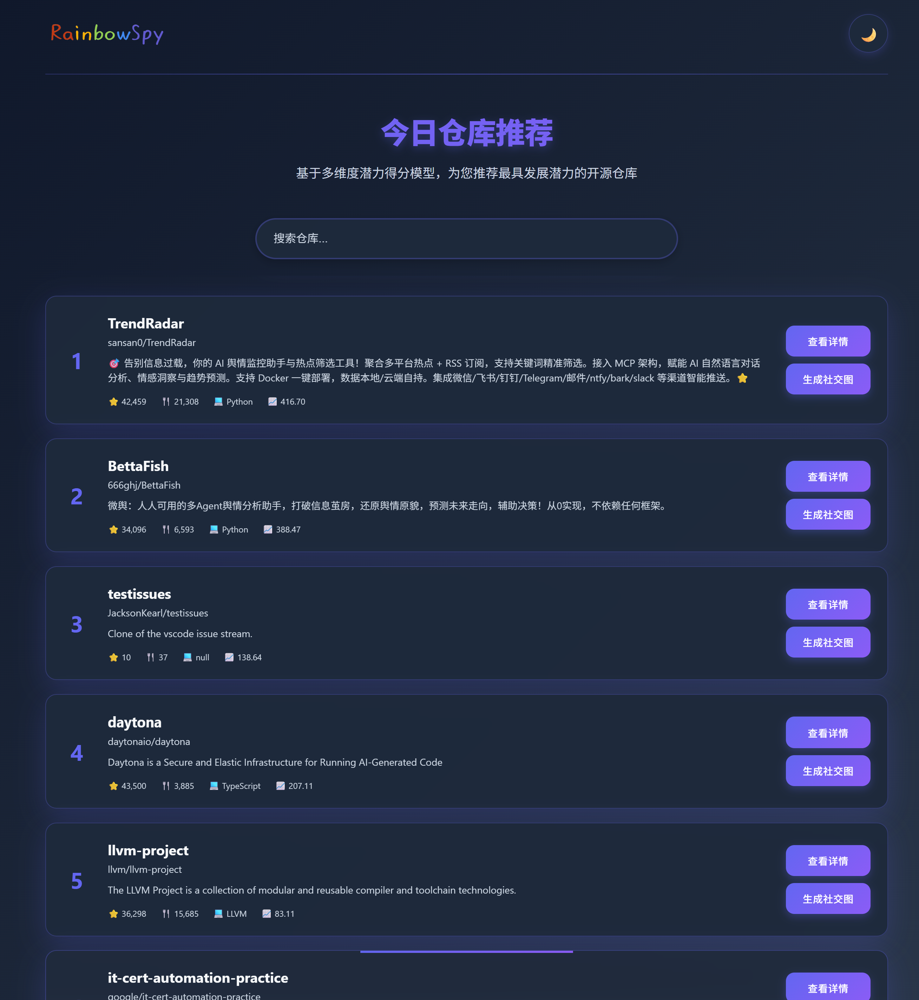 RainbowSpy
今日仓库推荐
基于多维度潜力得分模型，为您推荐最具发展潜力的开源仓库
搜索仓库...
1
TrendRadar
sansan0/TrendRadar
🎯 告别信息过载，你的 AI 舆情监控助手与热点筛选工具！聚合多平台热点 + RSS 订阅，支持关键词精准筛选。接入 MCP 架构，赋能 AI 自然语言对话
分析、情感洞察与趋势预测。支持 Docker 一键部署，数据本地/云端自持。集成微信/飞书/钉钉/Telegram/邮件/ntfy/bark/slack 等渠道智能推送。⭐
⭐ 42,459 🍴 21,308 💻 Python 📈 416.70
查看详情
生成社交图
2
BettaFish
666ghj/BettaFish
微舆：人人可用的多Agent舆情分析助手，打破信息茧房，还原舆情原貌，预测未来走向，辅助决策！从0实现，不依赖任何框架。
⭐ 34,096 🍴 6,593 💻 Python 📈 388.47
查看详情
生成社交图
3
testissues
JacksonKearl/testissues
Clone of the vscode issue stream.
⭐ 10 🍴 37 💻 null 📈 138.64
查看详情
生成社交图
4
daytona
daytonaio/daytona
Daytona is a Secure and Elastic Infrastructure for Running AI-Generated Code
⭐ 43,500 🍴 3,885 💻 TypeScript 📈 207.11
查看详情
生成社交图
5
llvm-project
llvm/llvm-project
The LLVM Project is a collection of modular and reusable compiler and toolchain technologies.
⭐ 36,298 🍴 15,685 💻 LLVM 📈 83.11
查看详情
生成社交图
it-cert-automation-practice
google/it-cert-automation-practice
查看详情